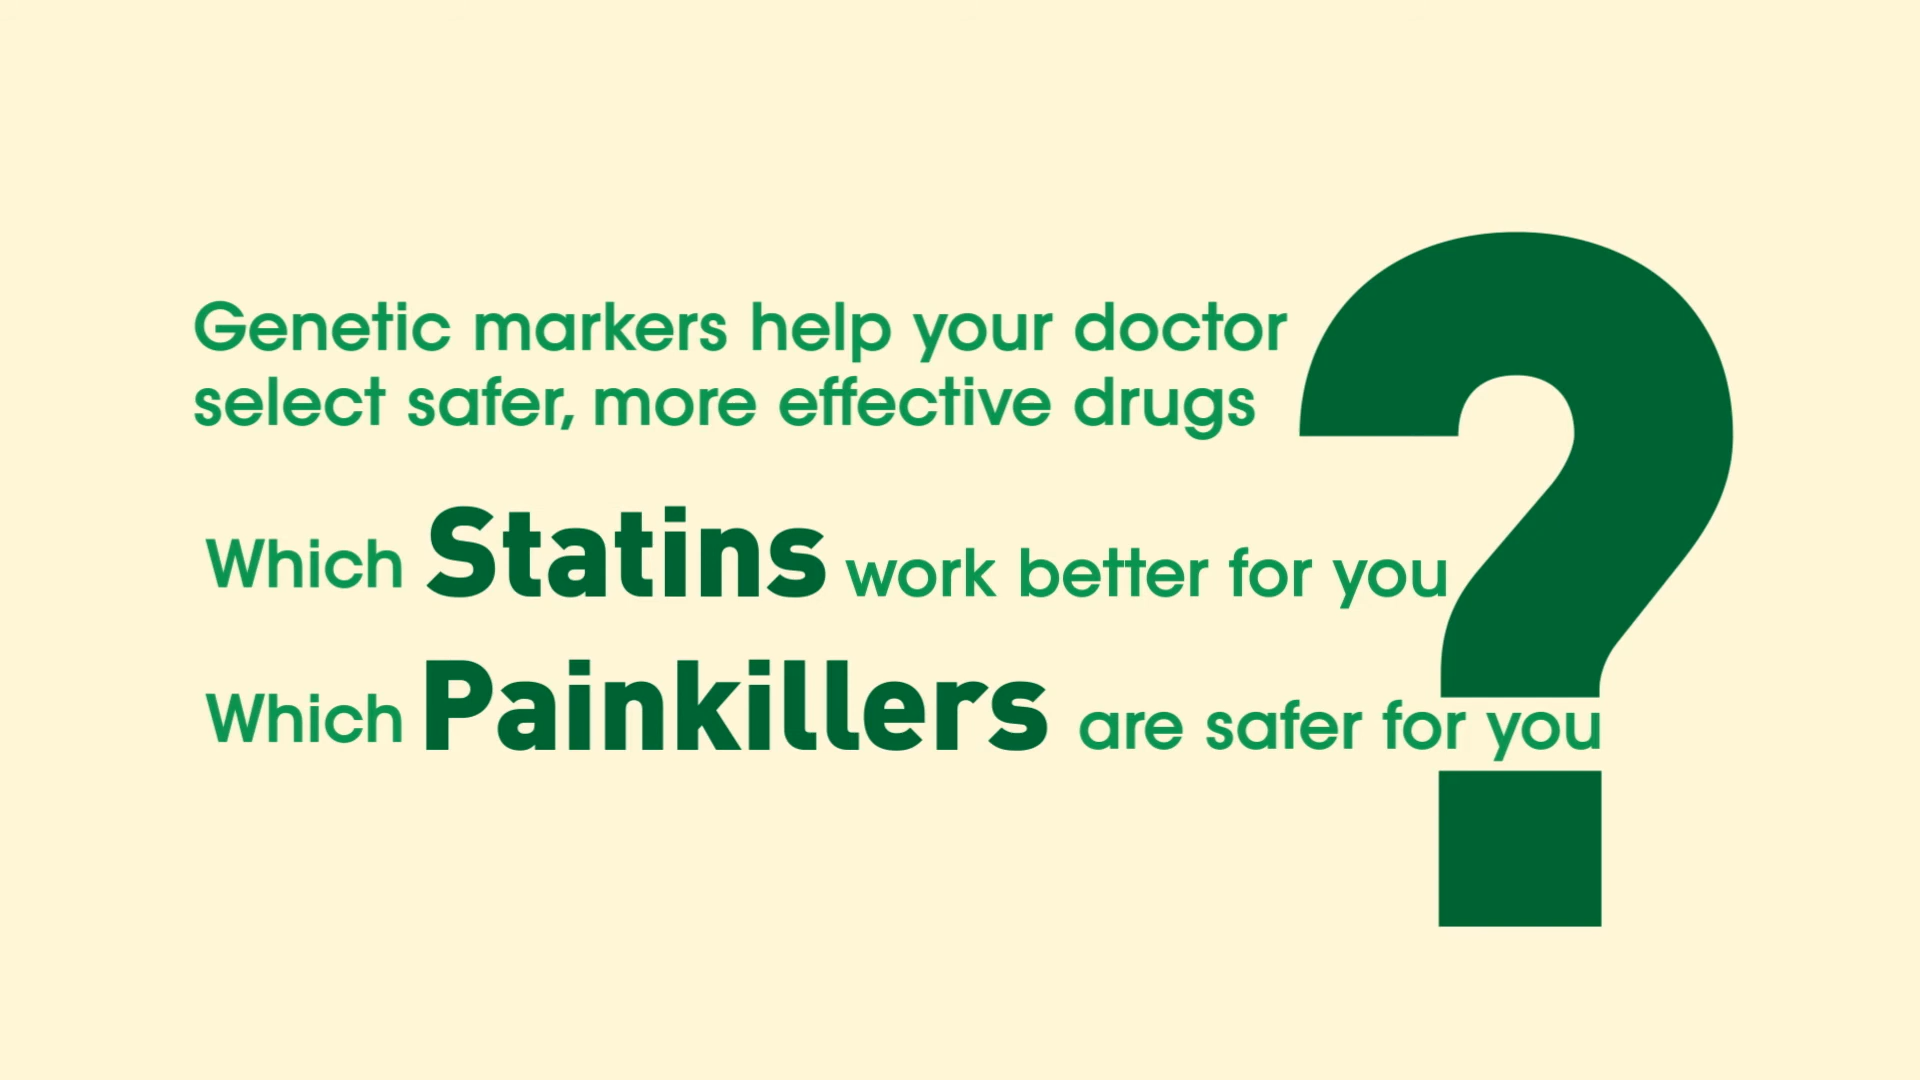 Genetic markers help your doctor
select safer, more effective drugs
Which Statins work better for you
Which Painkillers are safer for you
?